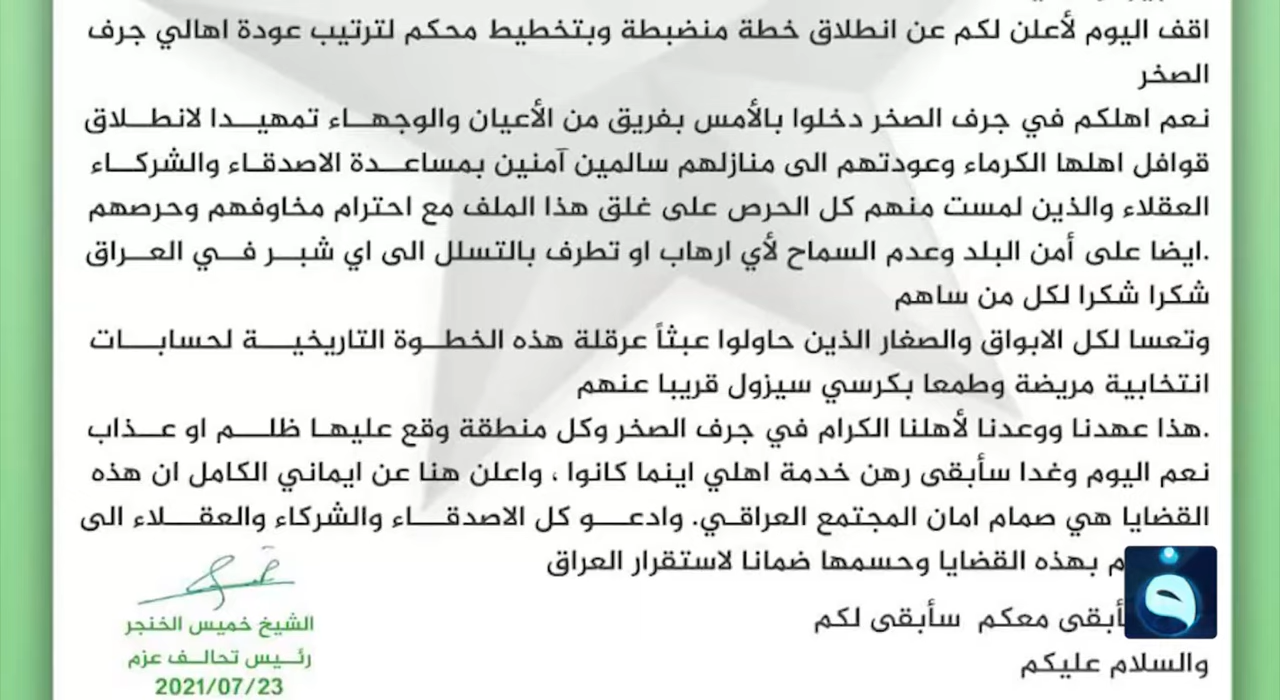 اقف اليوم لأعلن لكم عن انطلاق خطة منضبطة وبتخطيط محكم لترتيب عودة اهالي جرف
الصخر
نعم اهلكم في جرف الصخر دخلوا بالأمس بفريق من الأعيان والوجهاء تمهيدا لانطلاق
قوافل اهلها الكرماء وعودتهم الى منازلهم سالمين آمنين بمساعدة الاصدقاء والشركاء
العقلاء والذين لمست منهم كل الحرص على غلق هذا الملف مع احترام مخاوفهم وحرصهم
.ايضا على أمن البلد وعدم السماح لأي ارهاب او تطرف بالتسلل الى اي شبر في العراق
شكرا شكرا لكل من ساهم
وتعسا لكل الابواق والصغار الذين حاولوا عبثاً عرقلة هذه الخطوة التاريخية لحسابات
انتخابية مريضة وطمعا بكرسي سيزول قريبا عنهم
.هذا عهدنا ووعدنا لأهلنا الكرام في جرف الصخر وكل منطقة وقع عليها ظلم او عذاب
نعم اليوم وغدا سأبقى رهن خدمة اهلي اينما كانوا ، واعلن هنا عن ايماني الكامل ان هذه
القضايا هي صمام امان المجتمع العراقي. وادعو كل الاصدقاء والشركاء والعقلاء الى
بهذه القضايا وحسمها ضمانا لاستقرار العراق
معكم سأبقى لكم
والسلام عليكم
الشيخ خميس الخنجر
رئيس تحالف عزم
2021/07/23